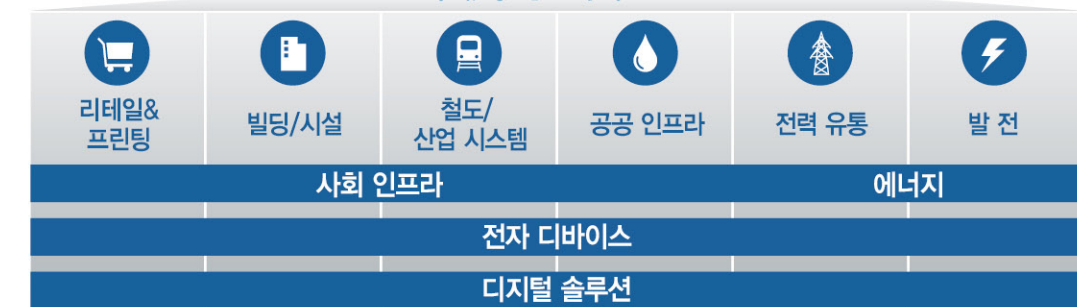 리테일&
프린팅
빌딩/시설
철도/
산업 시스템
공공 인프라
전력 유통
발 전
사회 인프라
에너지
전자 디바이스
디지털 솔루션